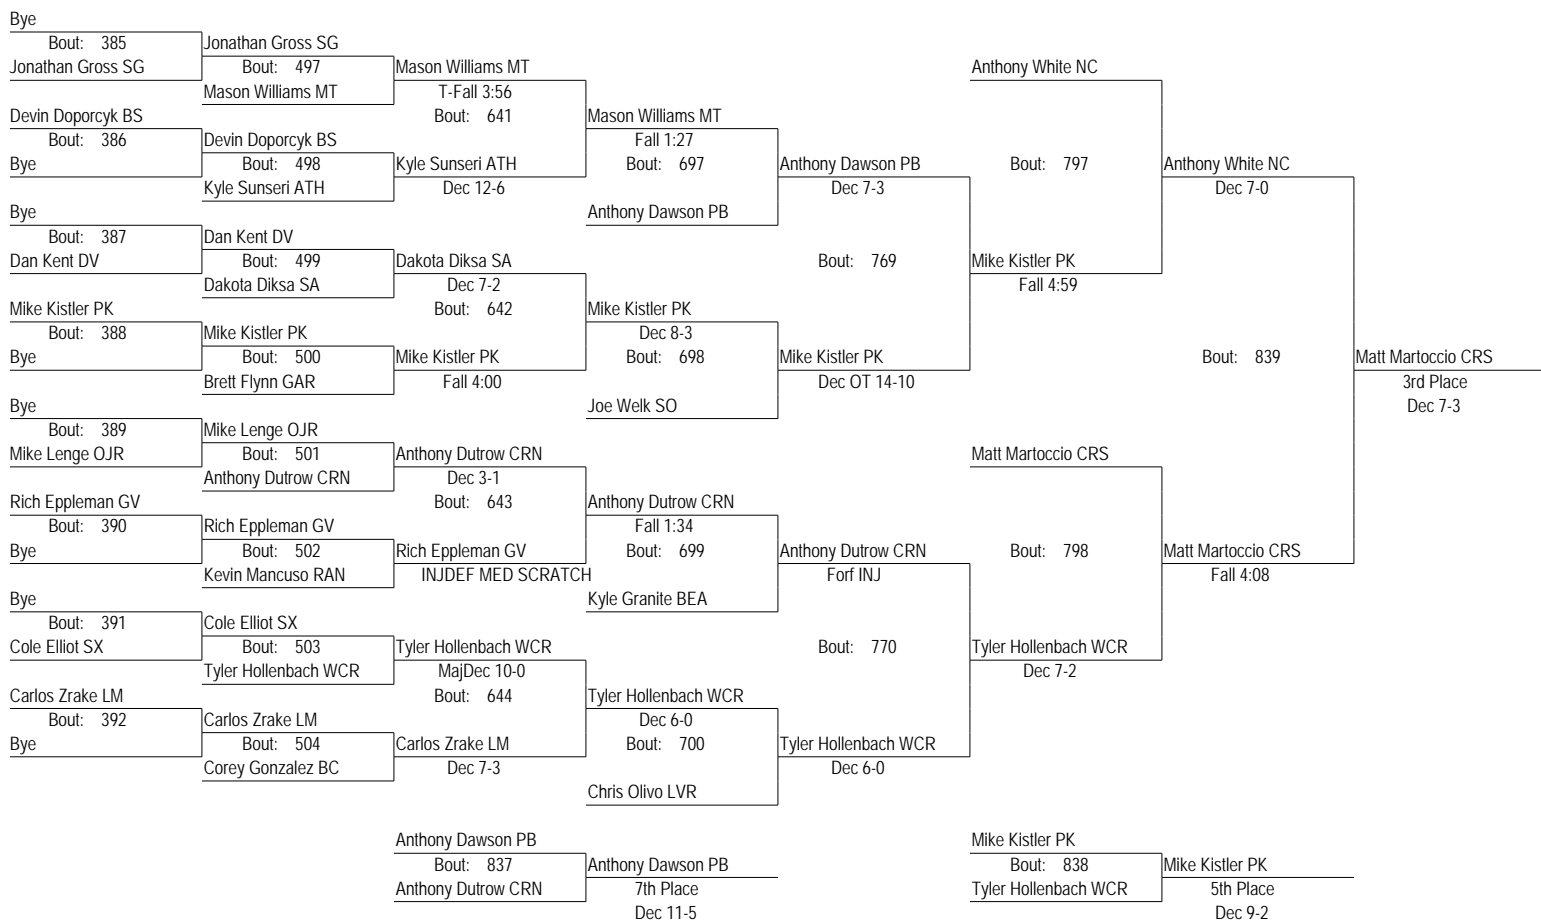 Bye
Bout: 385
Jonathan Gross SG
Jonathan Gross SG
Bout: 497
Mason Williams MT
Mason Williams MT
T-Fall 3:56
Bout: 641
Devin Doporcyk BS
Bout: 386
Bye
Devin Doporcyk BS
Bout: 498
Kyle Sunseri ATH
Kyle Sunseri ATH
Dec 12-6
Mason Williams MT
Fall 1:27
Bout: 697
Anthony Dawson PB
Anthony Dawson PB
Dec 7-3
Bye
Bout: 387
Dan Kent DV
Dan Kent DV
Bout: 499
Dakota Diksa SA
Dakota Diksa SA
Dec 7-2
Bout: 642
Mike Kistler PK
Bout: 388
Bye
Mike Kistler PK
Bout: 500
Brett Flynn GAR
Mike Kistler PK
Fall 4:00
Mike Kistler PK
Dec 8-3
Bout: 698
Joe Welk SO
Mike Kistler PK
Dec OT 14-10
Bout: 769
Mike Kistler PK
Fall 4:59
Anthony White NC
Bout: 797
Anthony White NC
Dec 7-0
Bye
Bout: 389
Mike Lenge OJR
Mike Lenge OJR
Bout: 501
Anthony Dutrow CRN
Anthony Dutrow CRN
Dec 3-1
Bout: 643
Rich Eppleman GV
Bout: 390
Bye
Rich Eppleman GV
Bout: 502
Kevin Mancuso RAN
Rich Eppleman GV
INJDEF MED SCRATCH
Anthony Dutrow CRN
Fall 1:34
Bout: 699
Kyle Granite BEA
Anthony Dutrow CRN
Forf INJ
Bye
Bout: 391
Cole Elliot SX
Cole Elliot SX
Bout: 503
Tyler Hollenbach WCR
Tyler Hollenbach WCR
MajDec 10-0
Bout: 644
Carlos Zrake LM
Bout: 392
Bye
Carlos Zrake LM
Bout: 504
Corey Gonzalez BC
Carlos Zrake LM
Dec 7-3
Tyler Hollenbach WCR
Dec 6-0
Bout: 700
Chris Olivo LVR
Tyler Hollenbach WCR
Dec 6-0
Bout: 770
Tyler Hollenbach WCR
Dec 7-2
Matt Martoccio CRS
Bout: 798
Matt Martoccio CRS
Fall 4:08
Bout: 839
Matt Martoccio CRS
3rd Place
Dec 7-3
Anthony Dawson PB
Bout: 837
Anthony Dutrow CRN
Anthony Dawson PB
7th Place
Dec 11-5
Mike Kistler PK
Bout: 838
Tyler Hollenbach WCR
Mike Kistler PK
5th Place
Dec 9-2